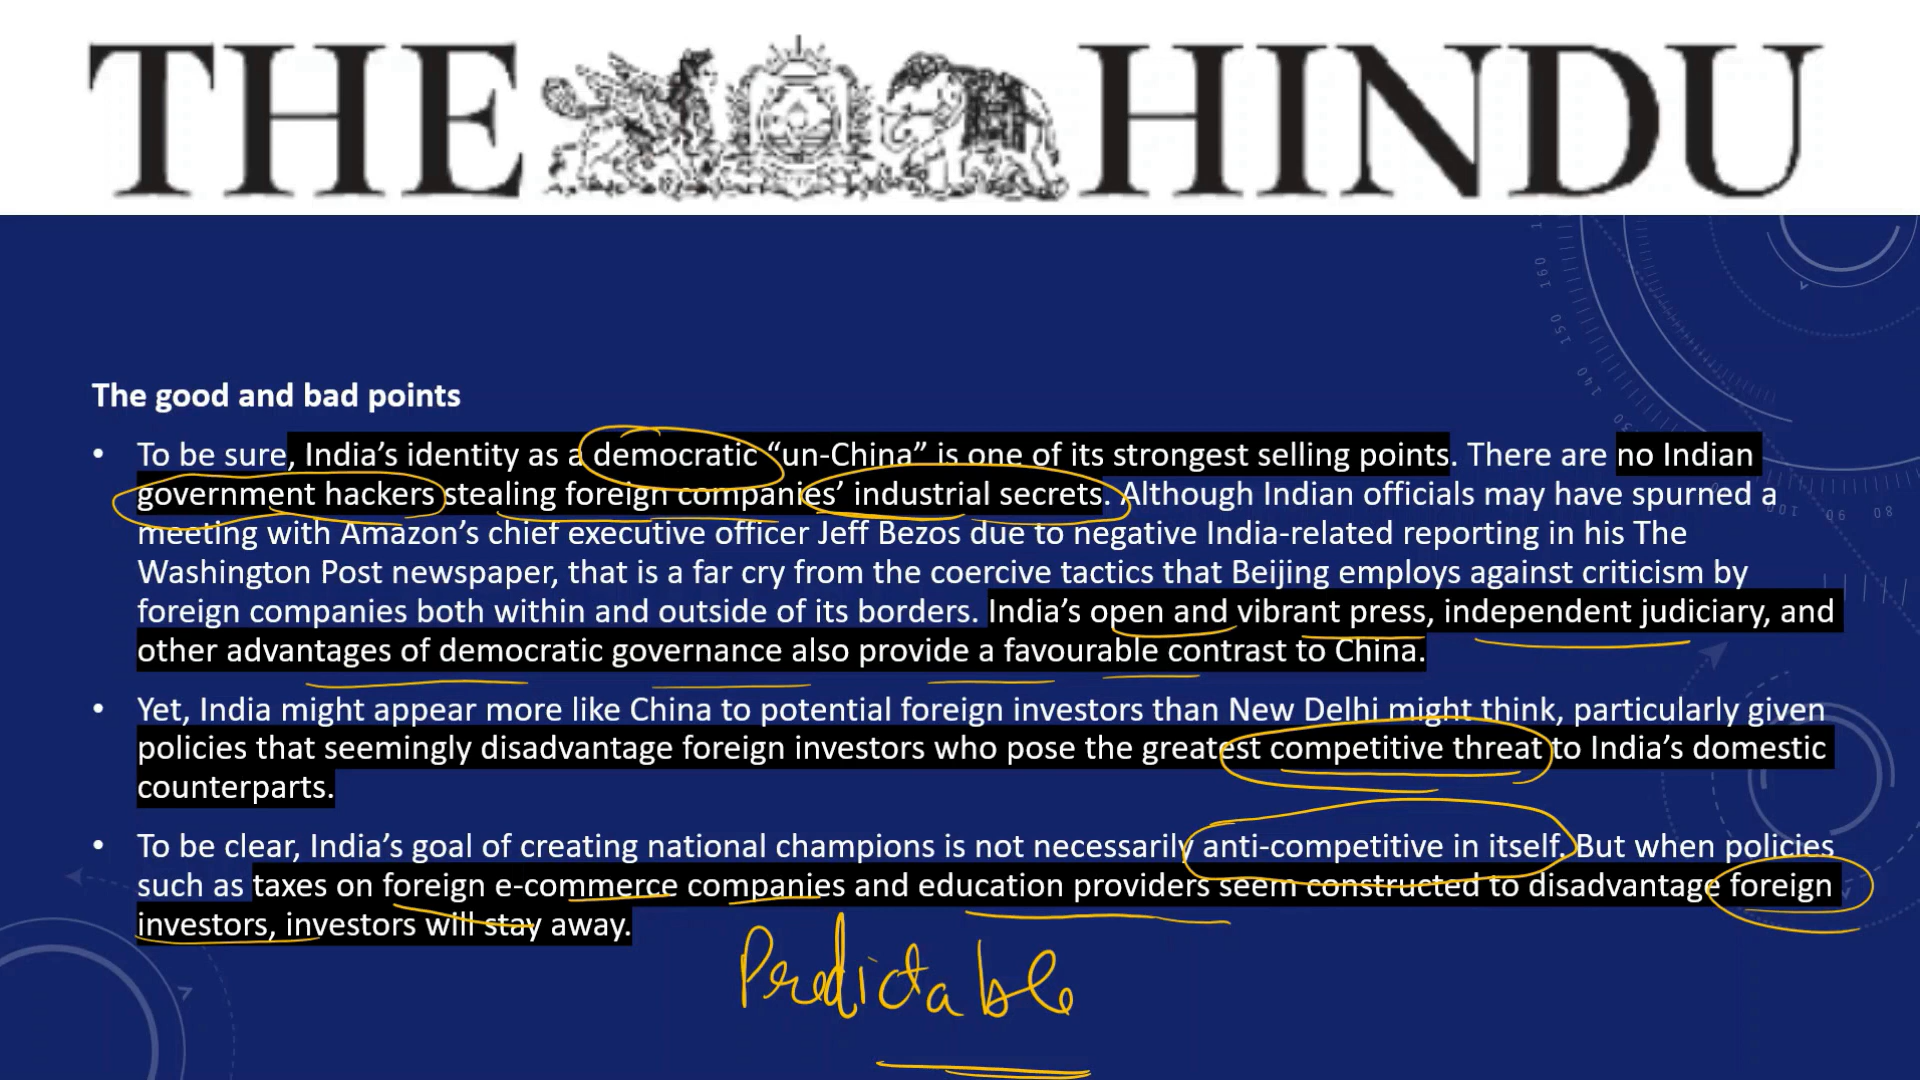 THE HINDU
The good and bad points
• To be sure, India's identity as a democratic “un-China” is one of its strongest selling points. There are no Indian
government hackers stealing foreign companies’ industrial secrets. Although Indian officials may have spurned a
meeting with Amazon’s chief executive officer Jeff Bezos due to negative India-related reporting in his The
Washington Post newspaper, that is a far cry from the coercive tactics that Beijing employs against criticism by
foreign companies both within and outside of its borders. India’s open and vibrant press, independent judiciary, and
other advantages of democratic governance also provide a favourable contrast to China.
• Yet, India might appear more like China to potential foreign investors than New Delhi might think, particularly given
policies that seemingly disadvantage foreign investors who pose the greatest competitive threat to India’s domestic
counterparts.
• To be clear, India’s goal of creating national champions is not necessarily anti-competitive in itself. But when policies
such as taxes on foreign e-commerce companies and education providers seem constructed to disadvantage foreign
investors, investors will stay away.
Predictable
160
150
140
100 90 80